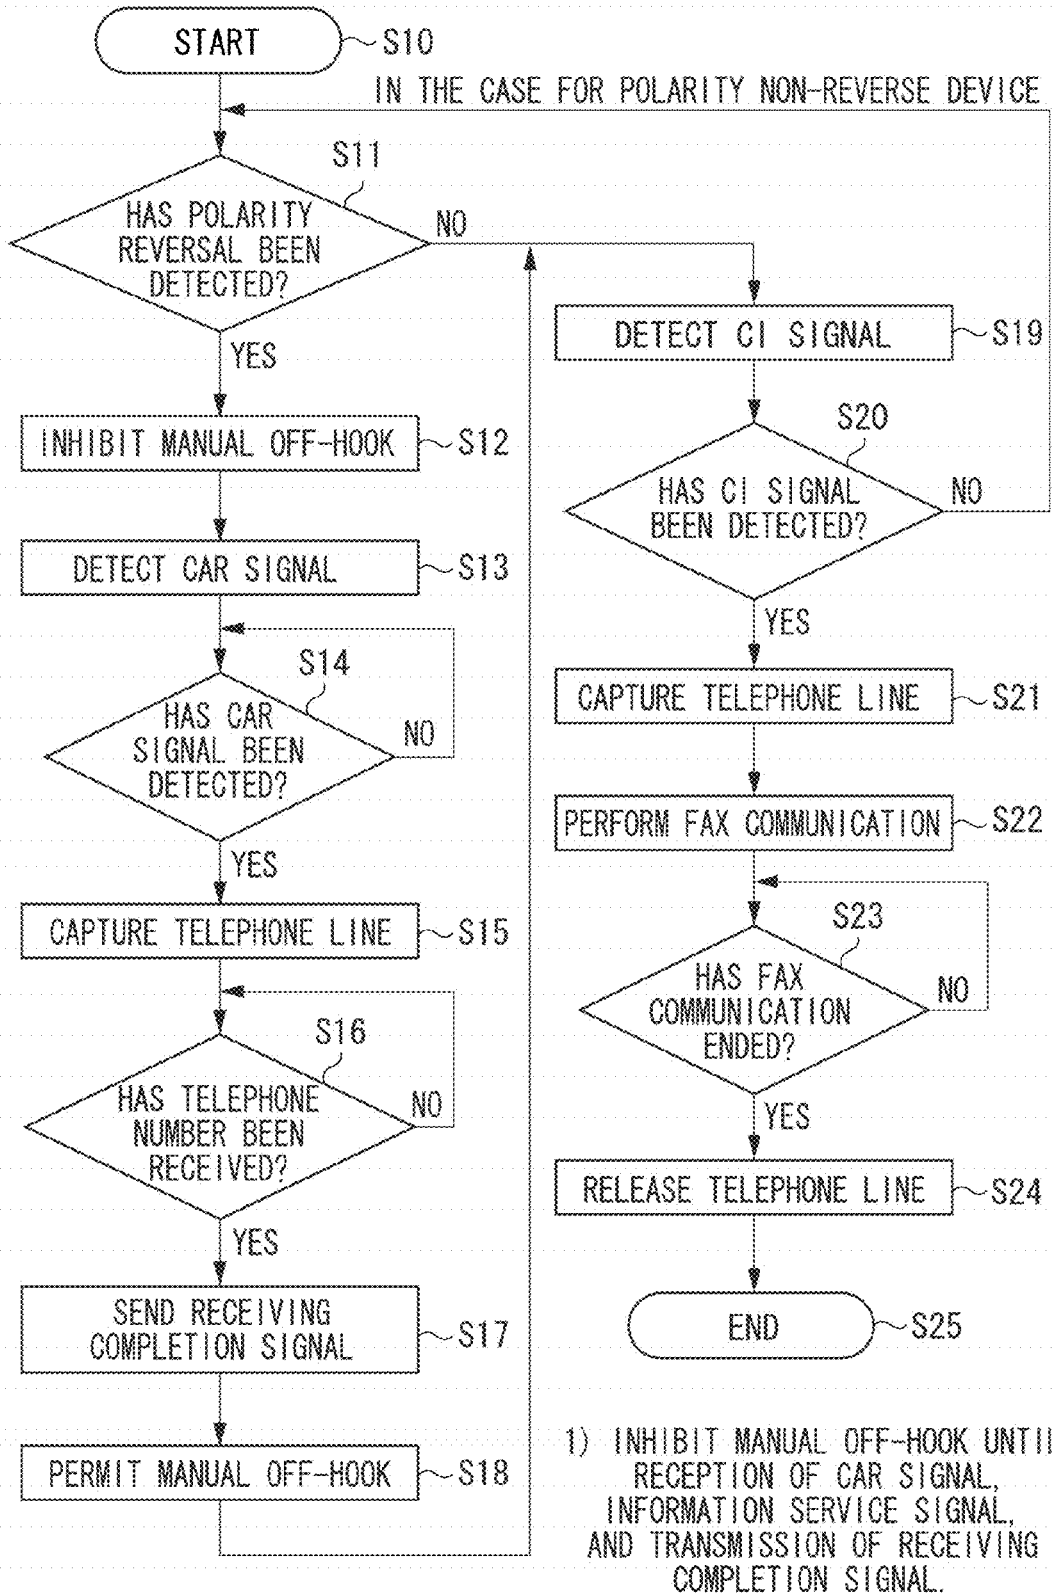 START
S10
IN THE CASE FOR POLARITY NON-REVERSE DEVICE
S11
HAS POLARITY
REVERSAL BEEN
DETECTED?
NO
YES
INHIBIT MANUAL OFF-HOOK
S12
DETECT CAR SIGNAL
S13
S14
HAS CAR
SIGNAL BEEN
DETECTED?
NO
YES
CAPTURE TELEPHONE LINE
S15
S16
HAS TELEPHONE
NUMBER BEEN
RECEIVED?
NO
YES
SEND RECEIVING
COMPLETION SIGNAL
S17
PERMIT MANUAL OFF-HOOK
S18
DETECT CI SIGNAL
S19
S20
HAS CI SIGNAL
BEEN DETECTED?
NO
YES
CAPTURE TELEPHONE LINE
S21
PERFORM FAX COMMUNICATION
S22
S23
HAS FAX
COMMUNICATION
ENDED?
NO
YES
RELEASE TELEPHONE LINE
S24
END
S25
1) INHIBIT MANUAL OFF-HOOK UNTIL
RECEPTION OF CAR SIGNAL,
INFORMATION SERVICE SIGNAL,
AND TRANSMISSION OF RECEIVING
COMPLETION SIGNAL.